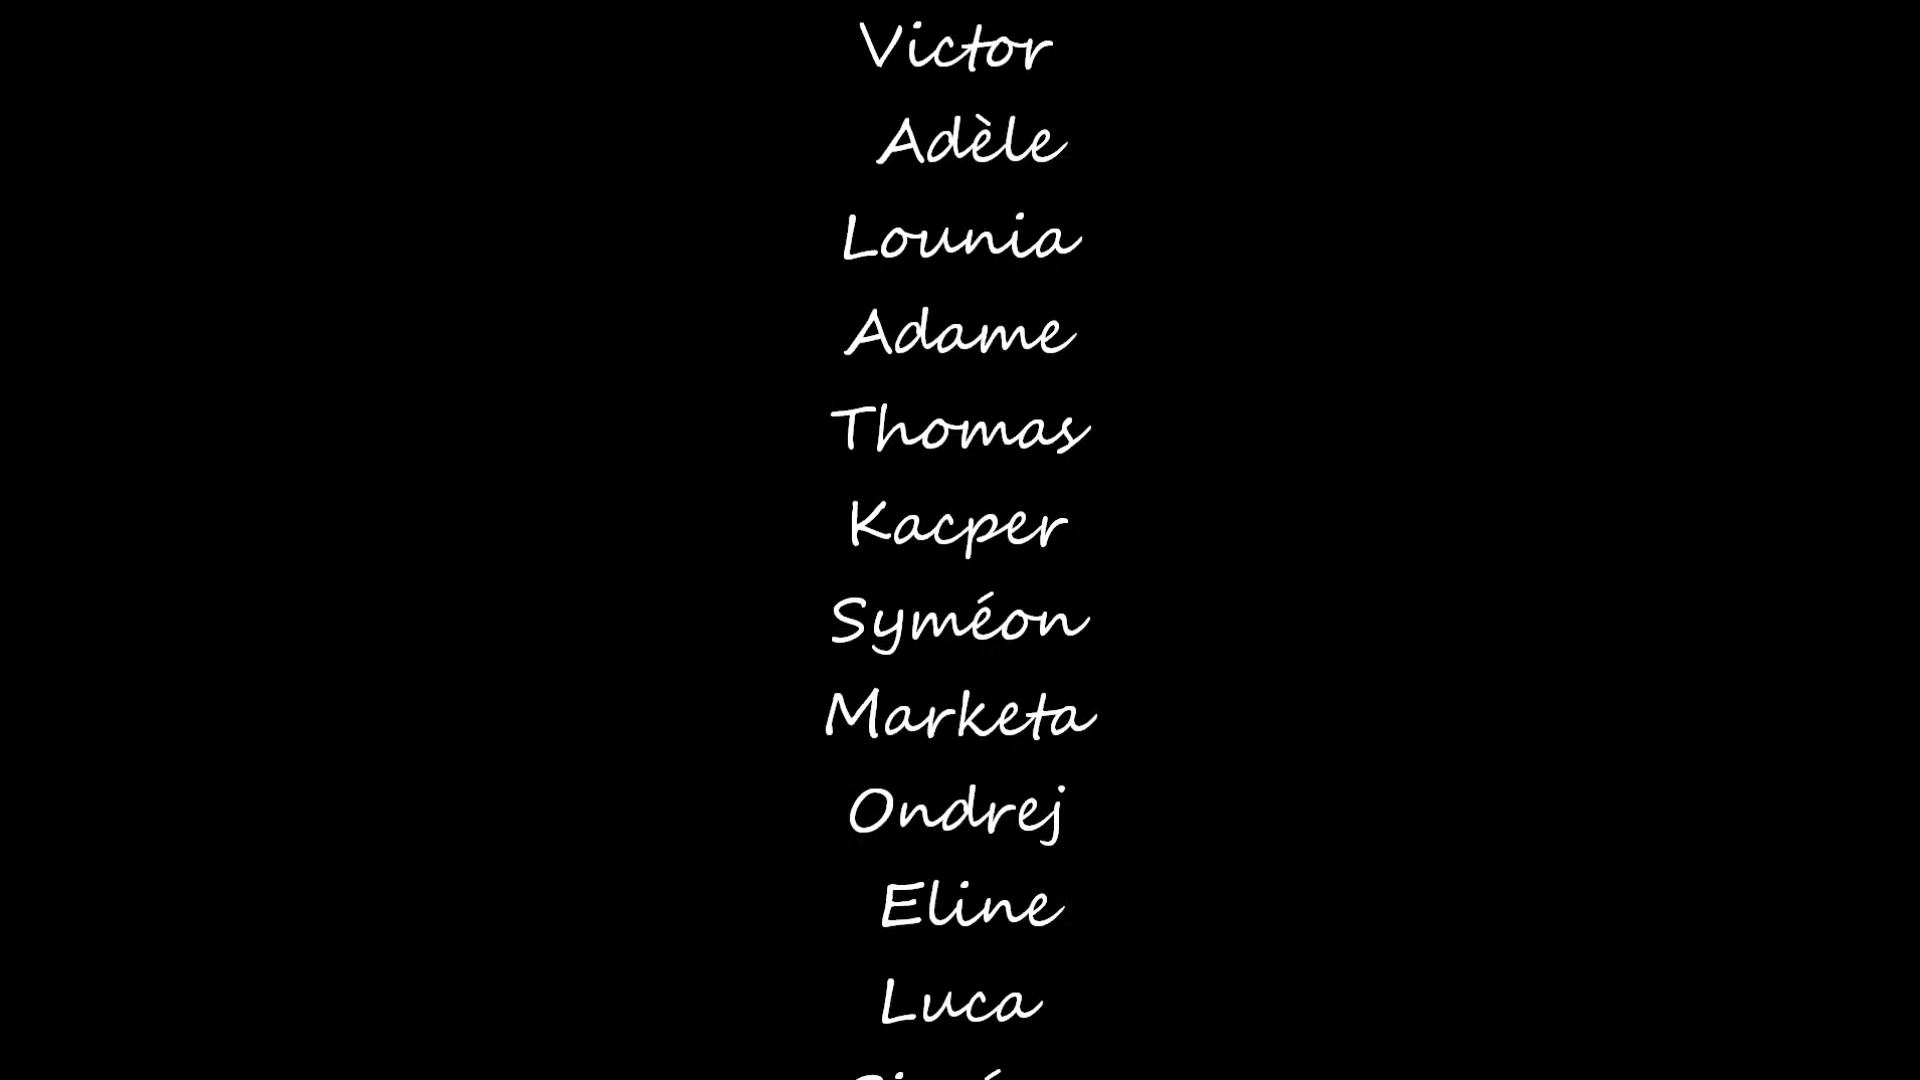 Victor
Adèle
Lounia
Adame
Thomas
Kacper
Syméon
Marketa
Ondrej
Eline
Luca